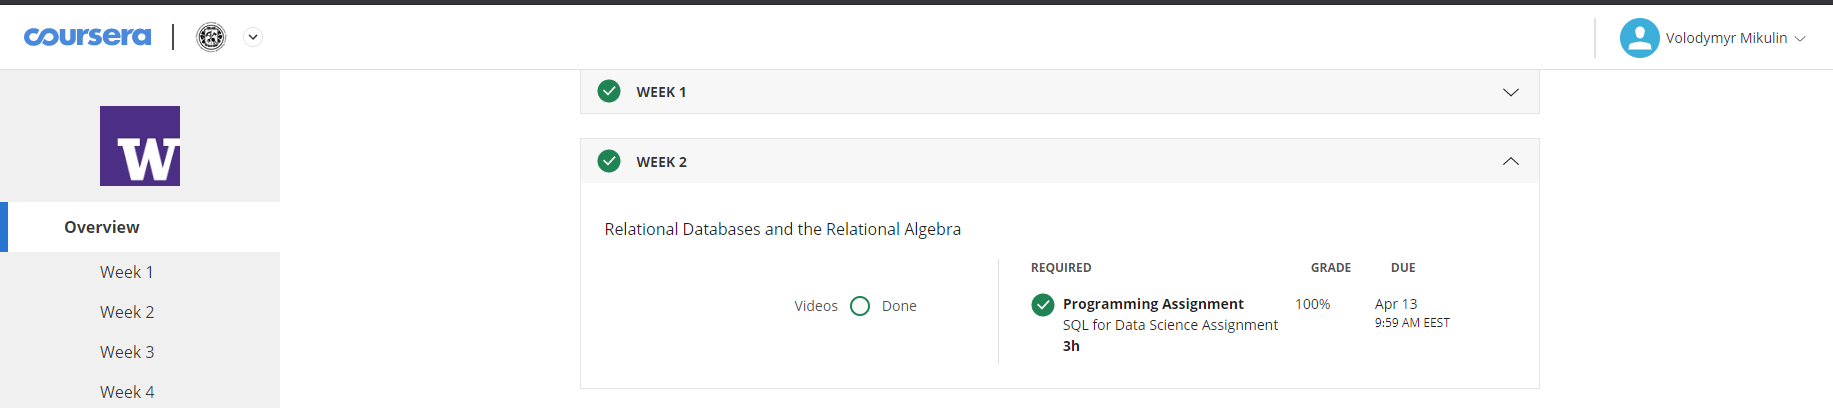 coursera
Volodymyr Mikulin
W
Overview
Week 1
Week 2
Week 3
Week 4
WEEK 1
WEEK 2
Relational Databases and the Relational Algebra
Videos Done
REQUIRED GRADE DUE
Programming Assignment 100% Apr 13
SQL for Data Science Assignment 9:59 AM EEST
3h